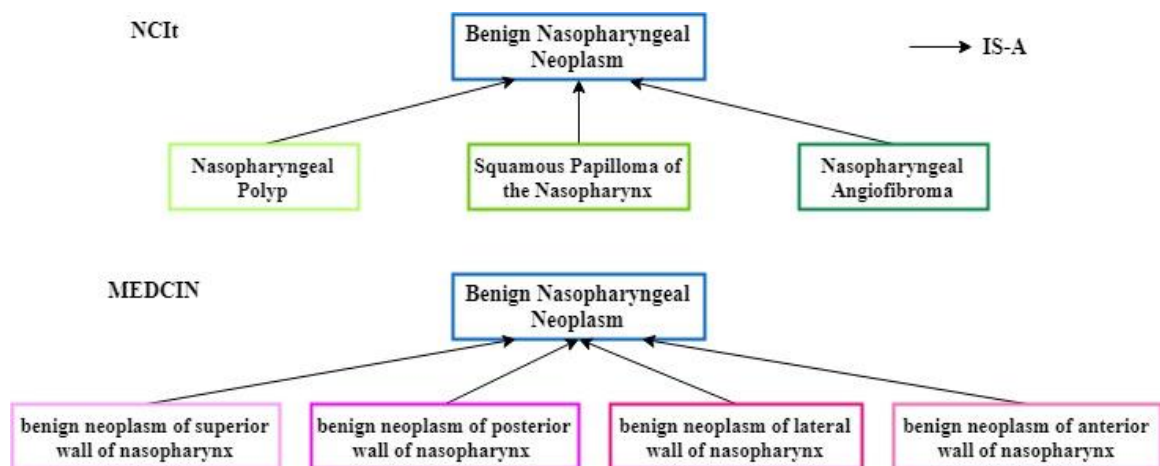 NCIt
Benign Nasopharyngeal
Neoplasm
IS-A
Nasopharyngeal
Polyp
Squamous Papilloma of
the Nasopharynx
Nasopharyngeal
Angiofibroma
MEDCIN
Benign Nasopharyngeal
Neoplasm
benign neoplasm of superior
wall of nasopharynx
benign neoplasm of posterior
wall of nasopharynx
benign neoplasm of lateral
wall of nasopharynx
benign neoplasm of anterior
wall of nasopharynx